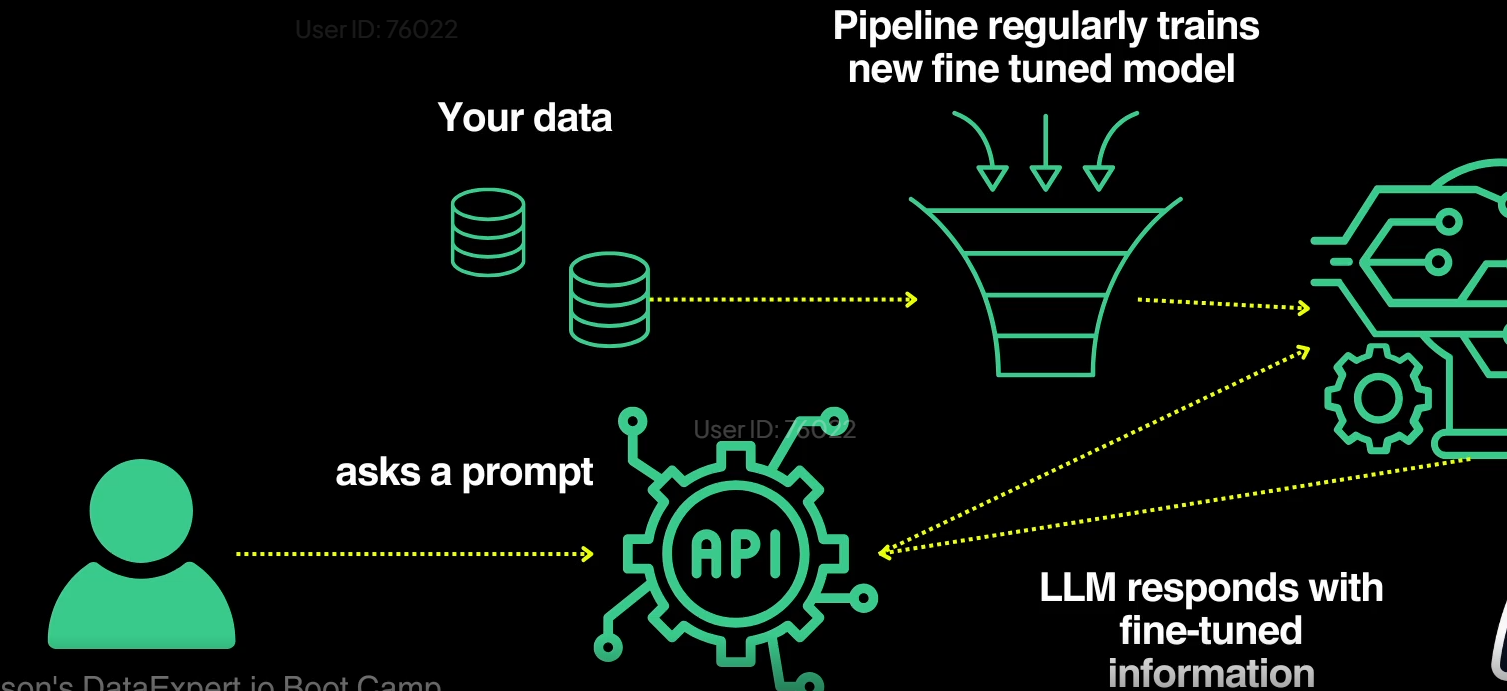 User ID: 76022
Pipeline regularly trains
new fine tuned model
Your data
User ID: 76022
asks a prompt
API
LLM responds with
fine-tuned
information
son's DataExpert.io Boot Camp